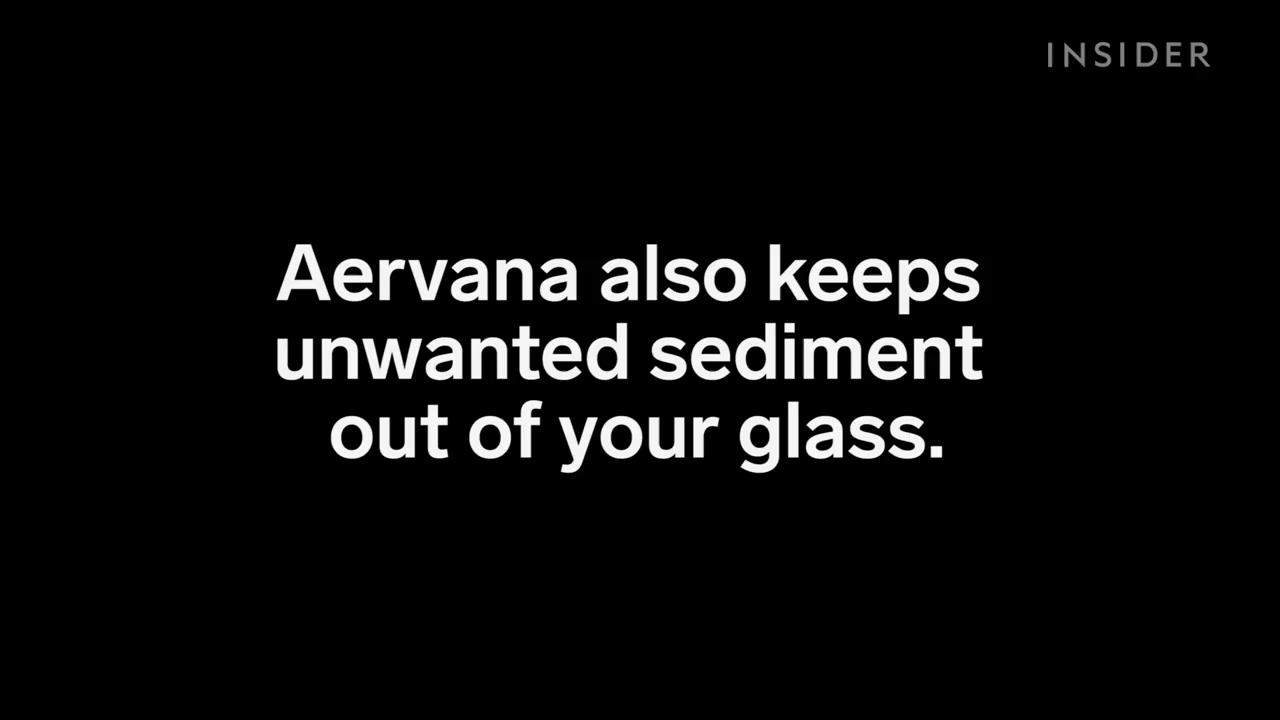 INSIDER
Aervana also keeps
unwanted sediment
out of your glass.